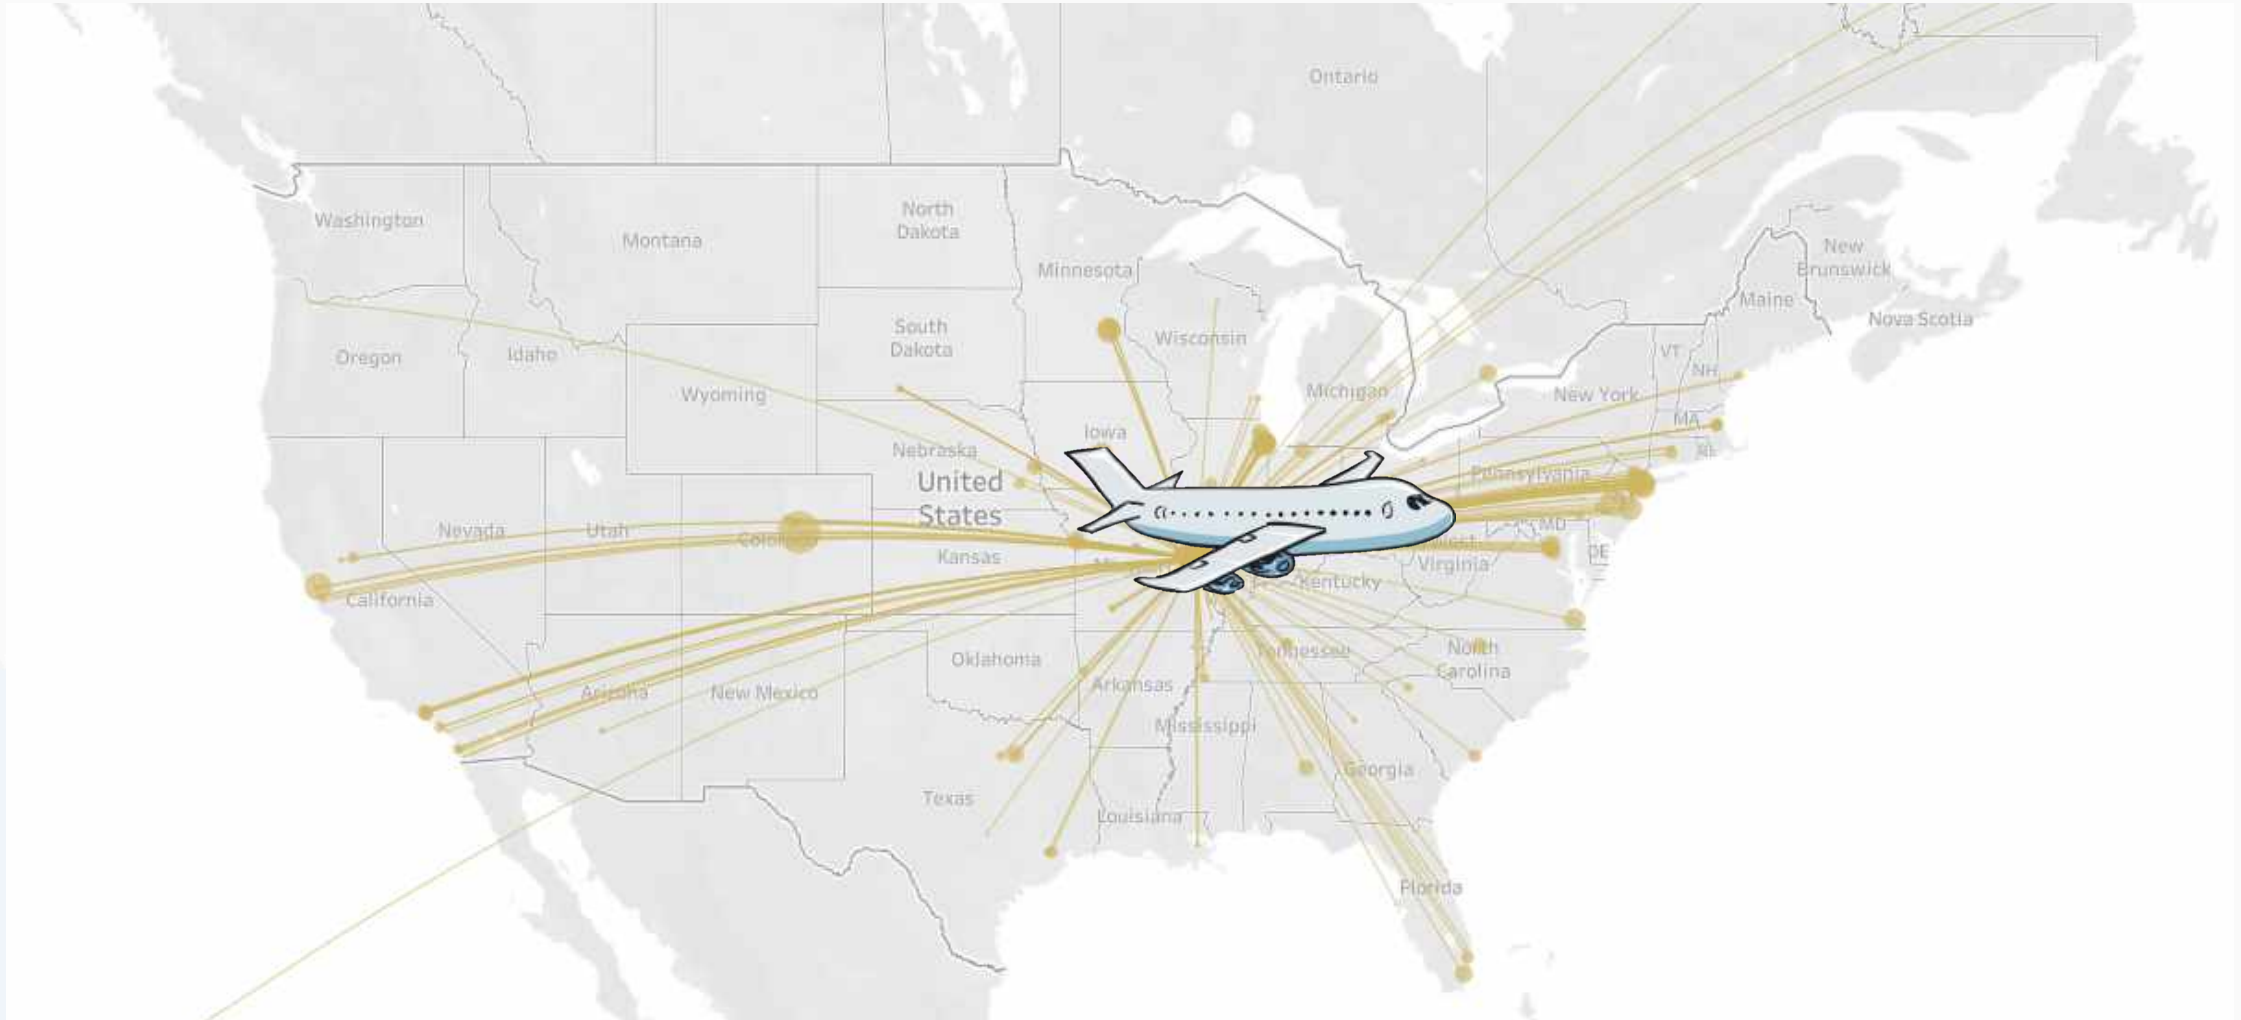 Ontario
Washington
Montana
North
Dakota
Minnesota
New
Brunswick
Maine
Nova Scotia
Oregon
Idaho
South
Dakota
Wisconsin
VT
NH
Wyoming
Michigan
New York
MA
Iowa
Nebraska
RI
Pennsylvania
United
States
Nevada
Utah
Colorado
MD
Kansas
West
Virginia
DE
California
Kentucky
Oklahoma
Tennessee
North
Carolina
Arizona
New Mexico
Arkansas
Mississippi
Texas
Georgia
Louisiana
Florida